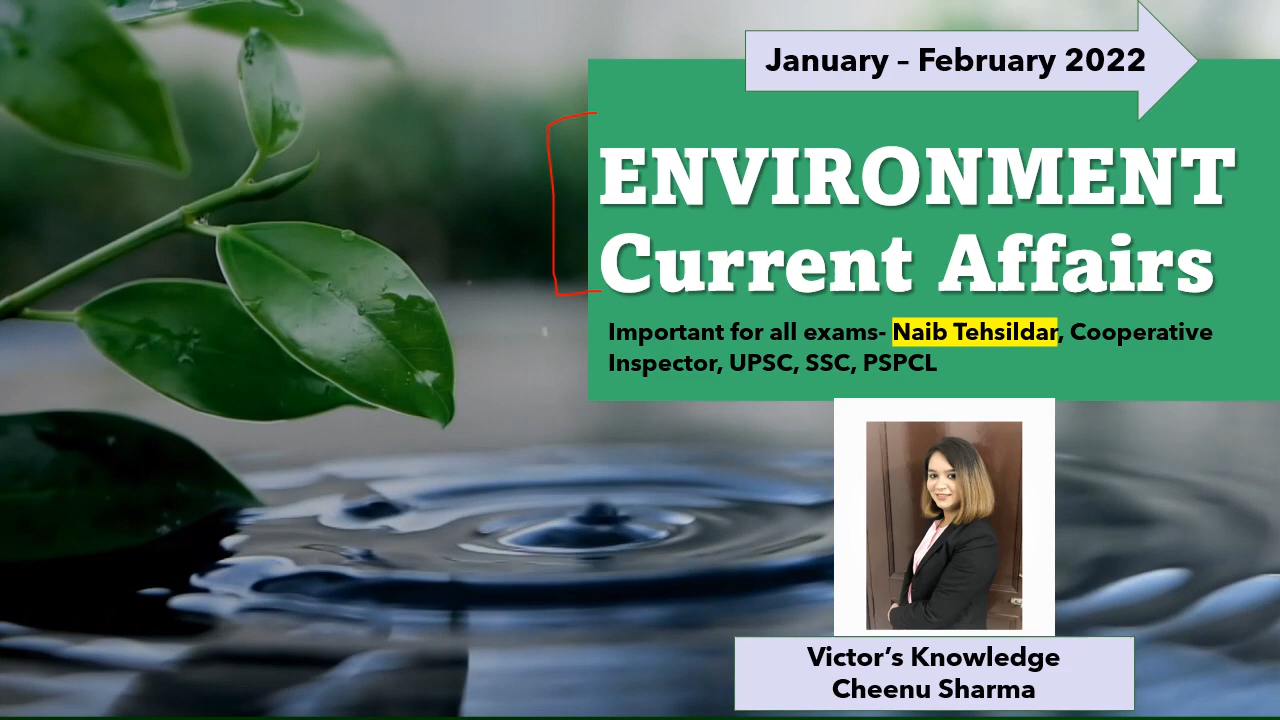 January – February 2022
ENVIRONMENT
Current Affairs
Important for all exams- Naib Tehsildar, Cooperative
Inspector, UPSC, SSC, PSPCL
Victor’s Knowledge
Cheenu Sharma